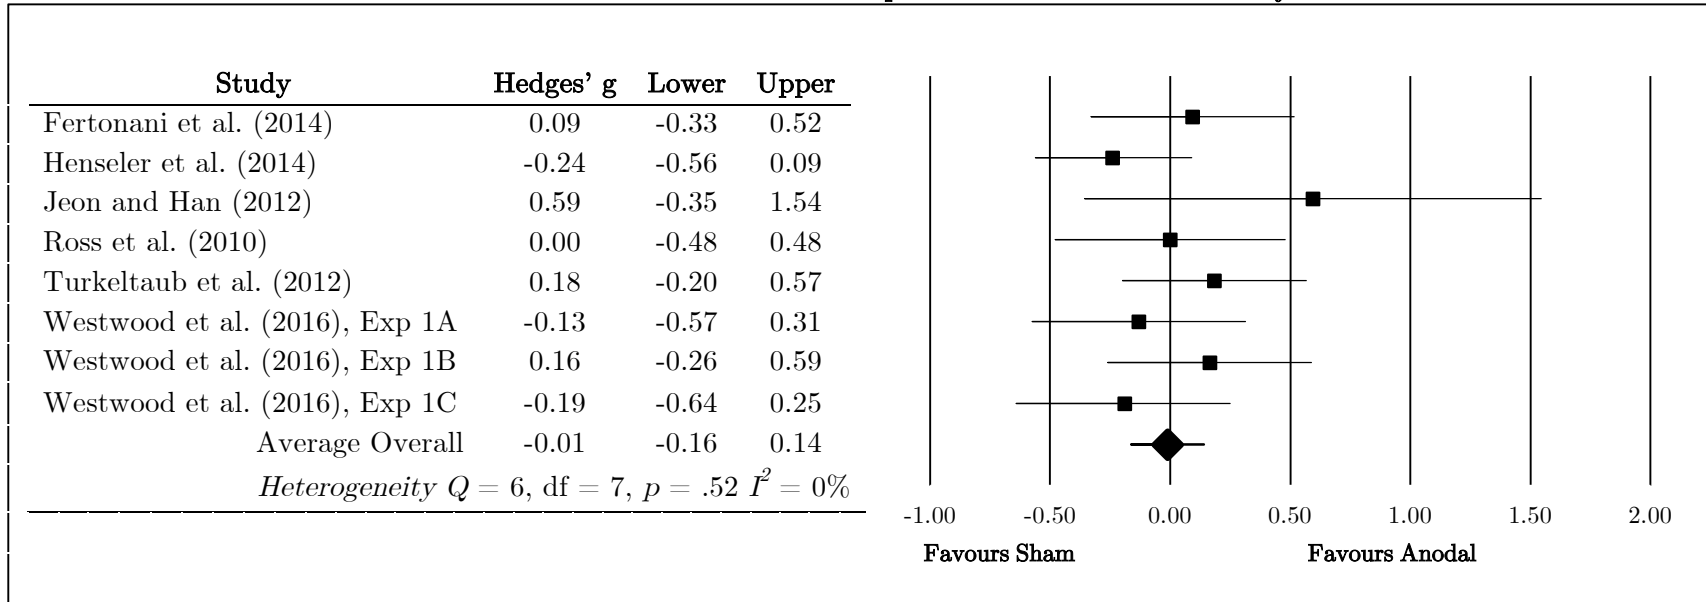 Study Hedges’ g Lower Upper
Fertonani et al. (2014) 0.09 -0.33 0.52
Henseler et al. (2014) -0.24 -0.56 0.09
Jeon and Han (2012) 0.59 -0.35 1.54
Ross et al. (2010) 0.00 -0.48 0.48
Turkeltaub et al. (2012) 0.18 -0.20 0.57
Westwood et al. (2016), Exp 1A -0.13 -0.57 0.31
Westwood et al. (2016), Exp 1B 0.16 -0.26 0.59
Westwood et al. (2016), Exp 1C -0.19 -0.64 0.25
Average Overall -0.01 -0.16 0.14
Heterogeneity Q = 6, df = 7, p = .52 I² = 0%
-1.00 -0.50 0.00 0.50 1.00 1.50 2.00
Favours Sham Favours Anodal